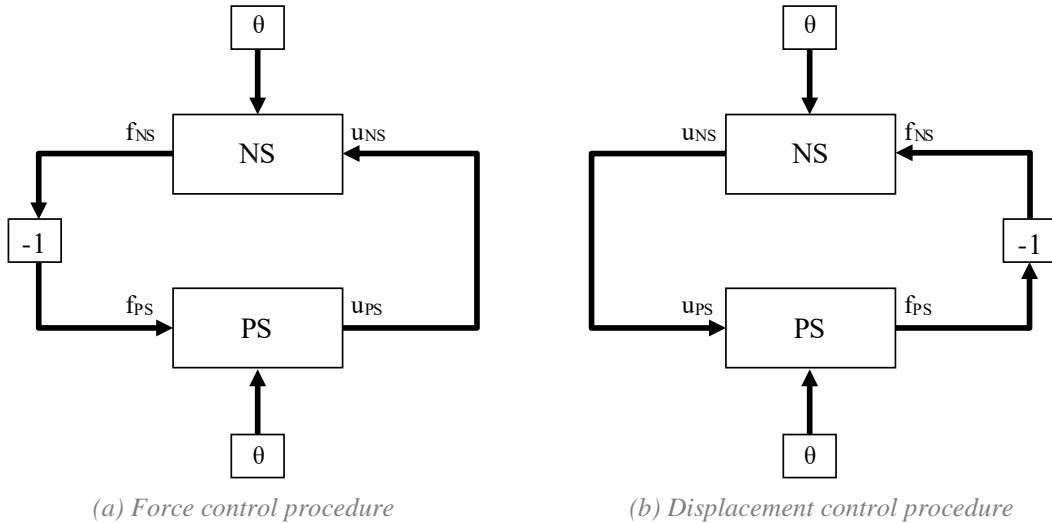 θ
θ
fNS
uNS
uNS
fNS
NS
NS
-1
-1
fPS
uPS
uPS
fPS
PS
PS
θ
θ
(a) Force control procedure
(b) Displacement control procedure